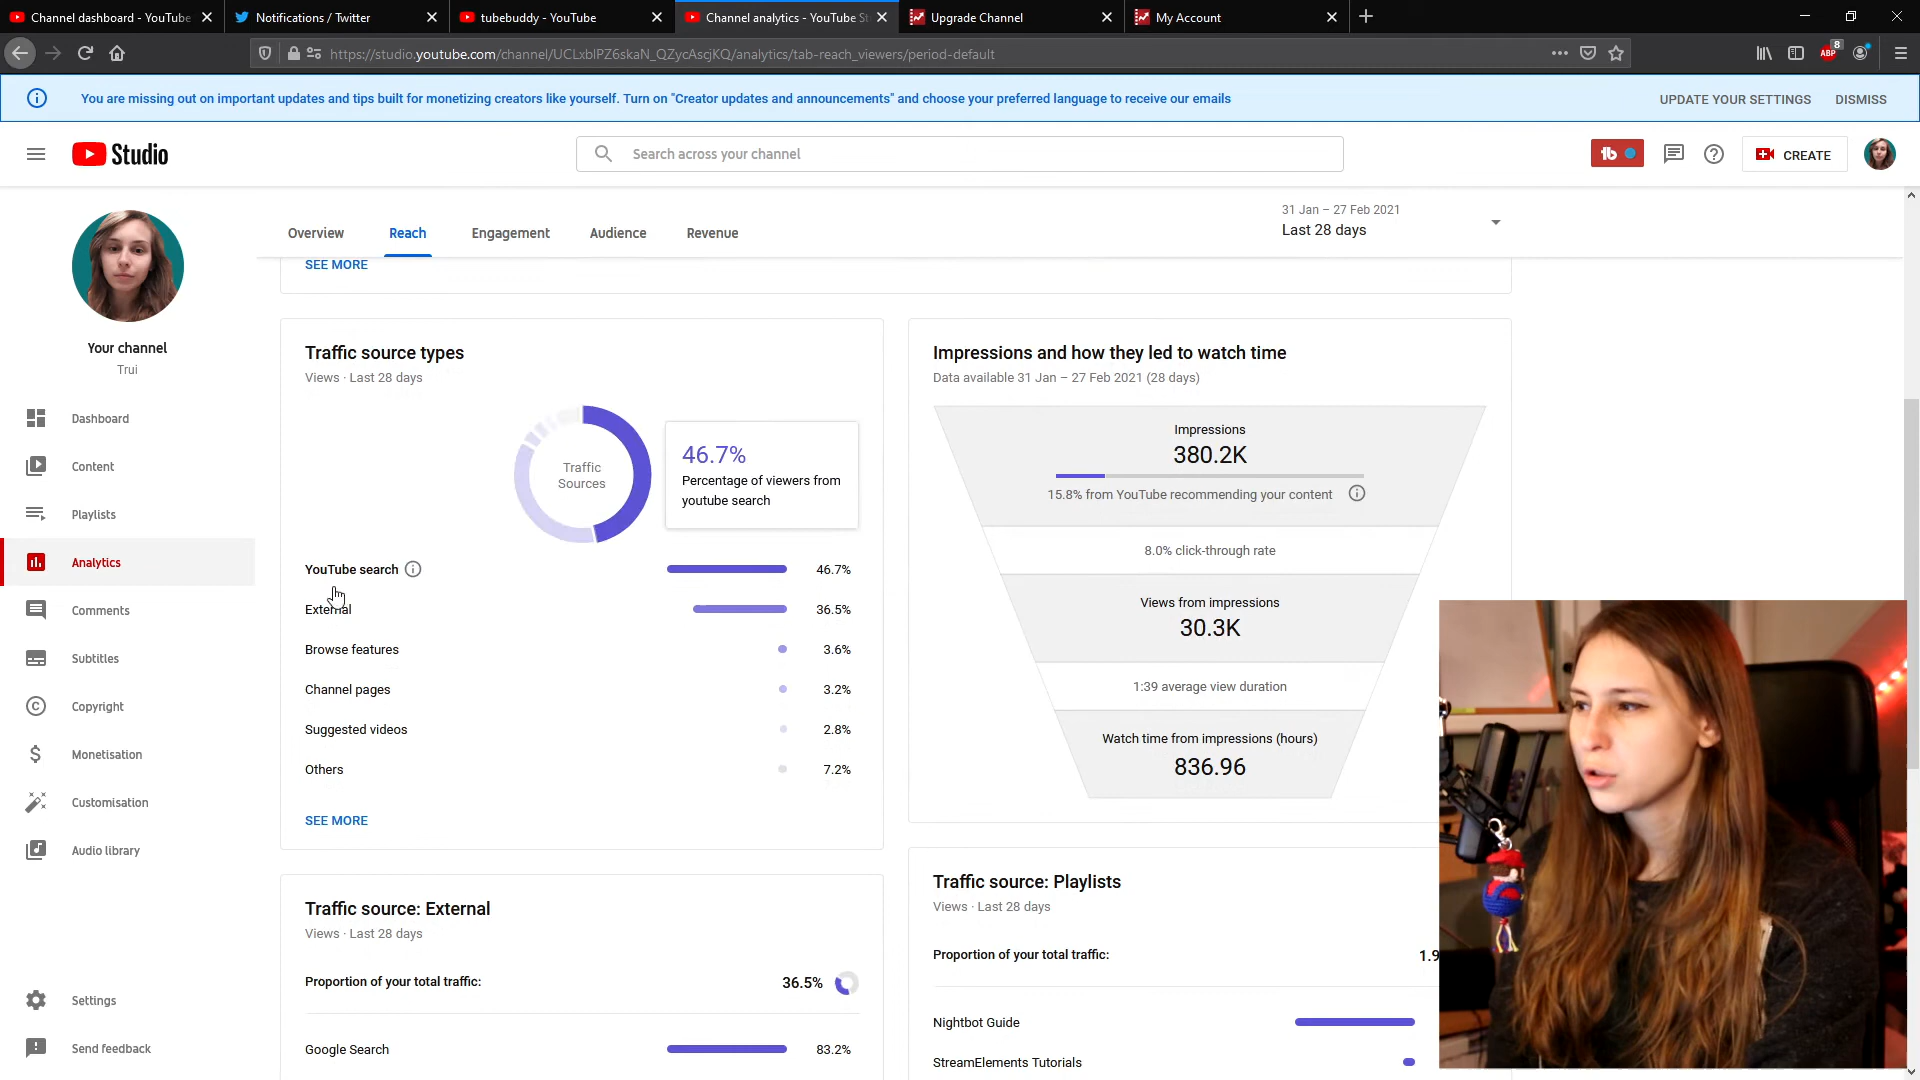 Channel dashboard - YouTube
Notifications / Twitter
tubebuddy - YouTube
Channel analytics - YouTube St
Upgrade Channel
My Account
https://studio.youtube.com/channel/UCLxblPZ6skaN_QZycAscjKQ/analytics/tab-reach_viewers/period-default
ABP
8
You are missing out on important updates and tips built for monetizing creators like yourself. Turn on "Creator updates and announcements" and choose your preferred language to receive our emails
UPDATE YOUR SETTINGS
DISMISS
Studio
Search across your channel
tb
CREATE
Your channel
Trui
Dashboard
Content
Playlists
Analytics
Comments
Subtitles
Copyright
Monetisation
Customisation
Audio library
Settings
Send feedback
Overview
Reach
Engagement
Audience
Revenue
31 Jan – 27 Feb 2021
Last 28 days
SEE MORE
Traffic source types
Views · Last 28 days
Traffic
Sources
46.7%
Percentage of viewers from
youtube search
YouTube search 46.7%
External 36.5%
Browse features 3.6%
Channel pages 3.2%
Suggested videos 2.8%
Others 7.2%
SEE MORE
Impressions and how they led to watch time
Data available 31 Jan – 27 Feb 2021 (28 days)
Impressions
380.2K
15.8% from YouTube recommending your content
8.0% click-through rate
Views from impressions
30.3K
1:39 average view duration
Watch time from impressions (hours)
836.96
Traffic source: External
Views · Last 28 days
Proportion of your total traffic: 36.5%
Google Search 83.2%
Traffic source: Playlists
Views · Last 28 days
Proportion of your total traffic: 1.9
Nightbot Guide
StreamElements Tutorials